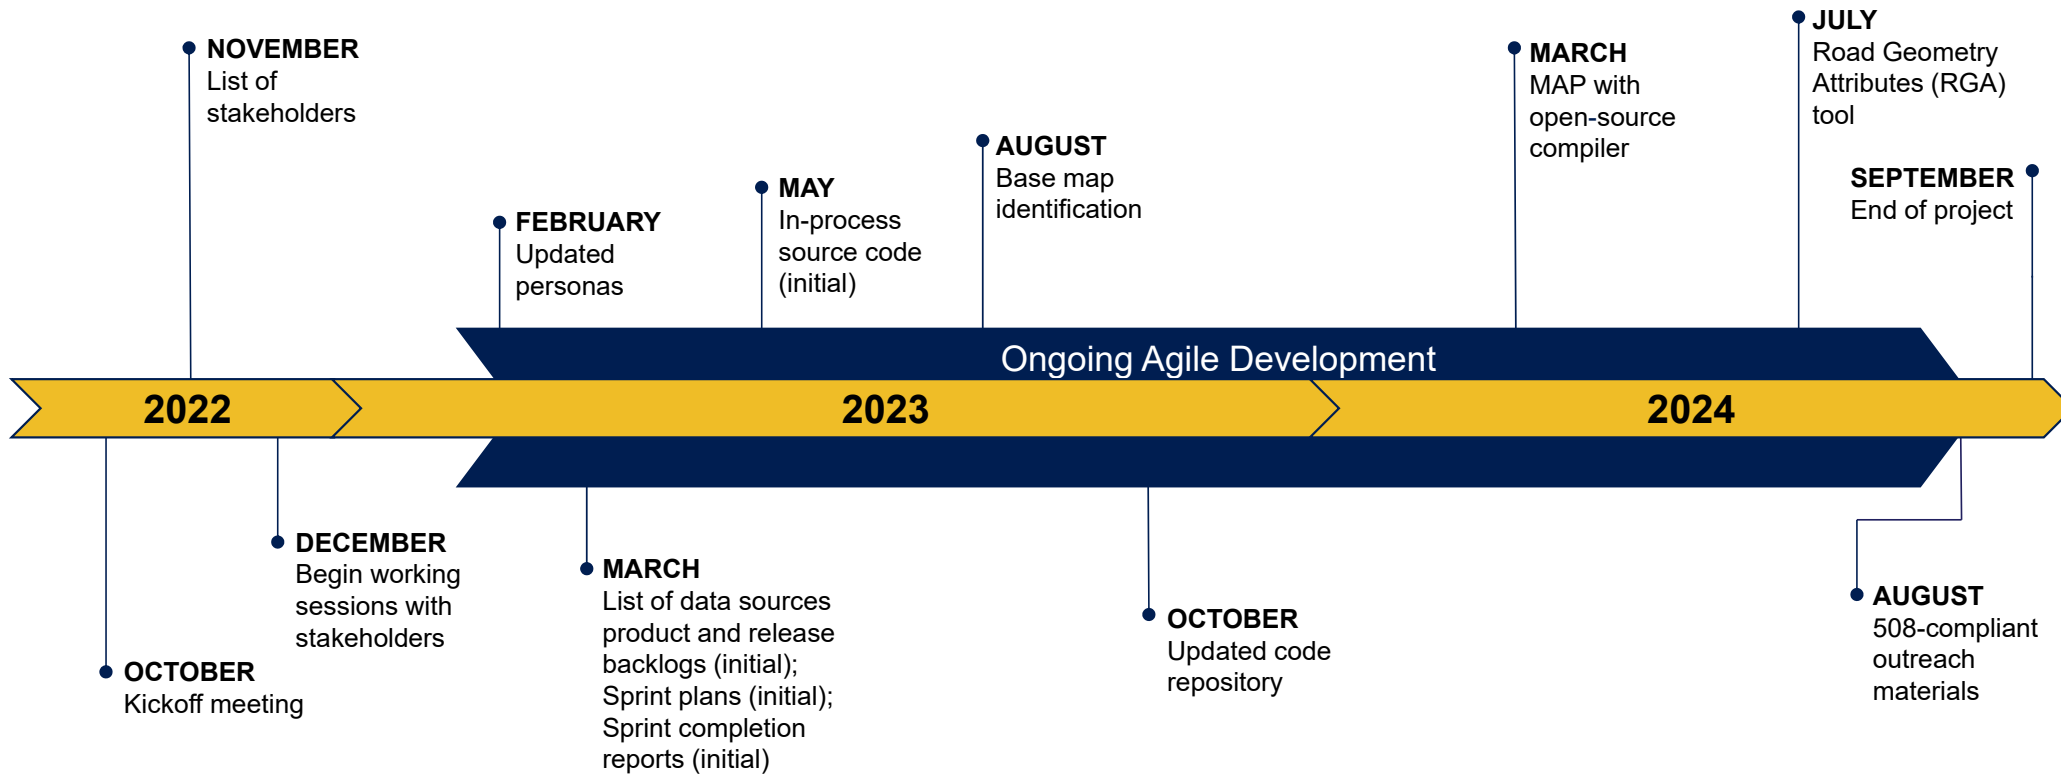 NOVEMBER
List of
stakeholders
FEBRUARY
Updated
personas
MAY
In-process
source code
(initial)
AUGUST
Base map
identification
MARCH
MAP with
open-source
compiler
JULY
Road Geometry
Attributes (RGA)
tool
SEPTEMBER
End of project
Ongoing Agile Development
2022
2023
2024
OCTOBER
Kickoff meeting
DECEMBER
Begin working
sessions with
stakeholders
MARCH
List of data sources
product and release
backlogs (initial);
Sprint plans (initial);
Sprint completion
reports (initial)
OCTOBER
Updated code
repository
AUGUST
508-compliant
outreach
materials